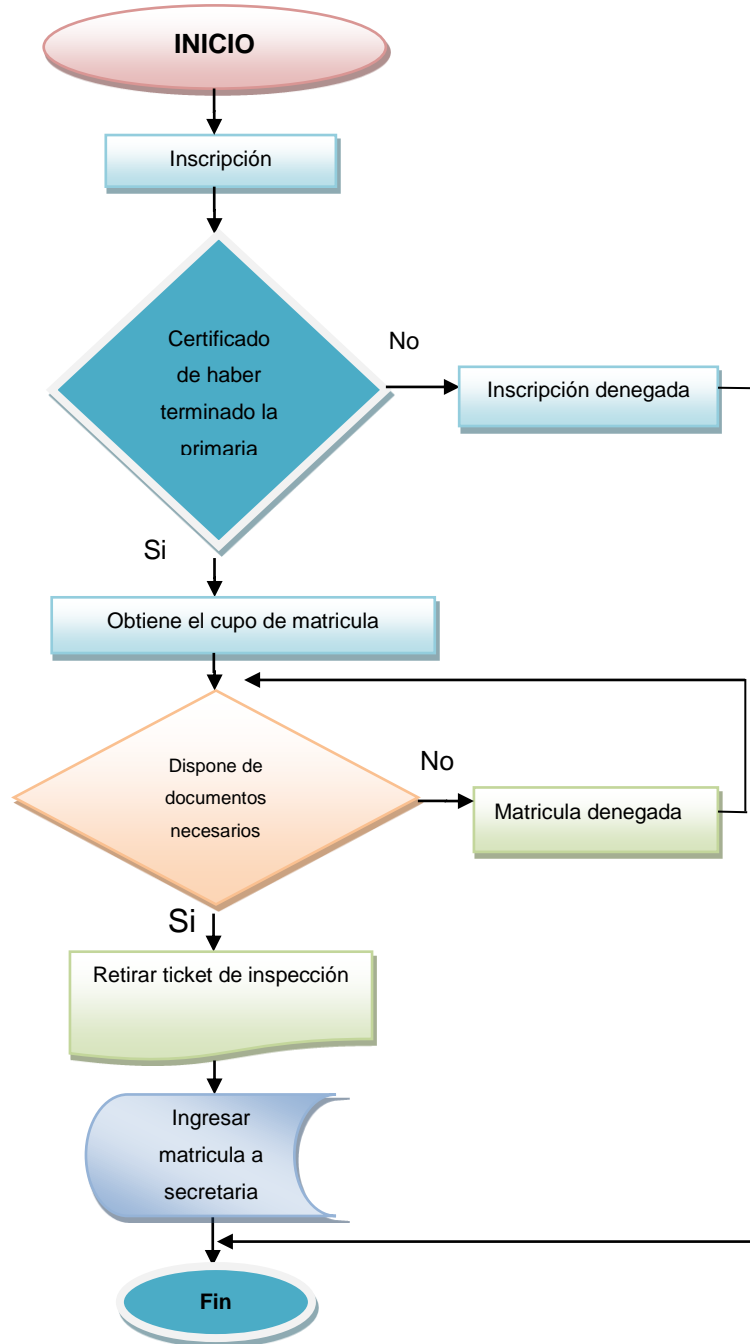 INICIO
Inscripción
Certificado
de haber
terminado la
primaria
No
Inscripción denegada
Si
Obtiene el cupo de matricula
Dispone de
documentos
necesarios
No
Matricula denegada
Si
Retirar ticket de inspección
Ingresar
matricula a
secretaria
Fin